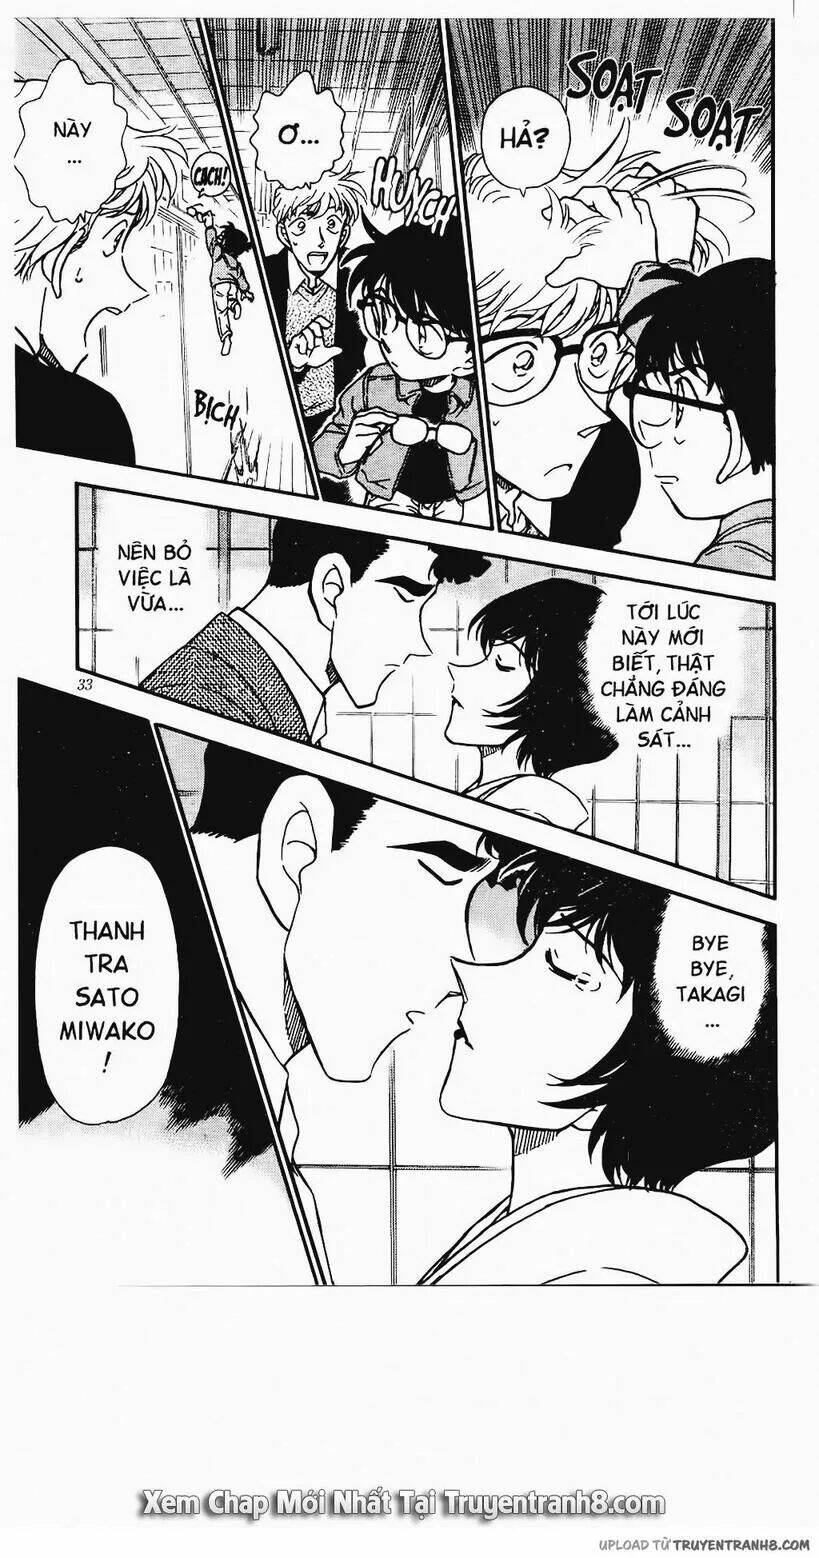 SOẠT
SOẠT
HẢ?
Ơ...
HUỴCH
NÀY
...
CẠCH!
BỊCH
TỚI LÚC
NÀY MỚI
BIẾT, THẬT
CHẲNG ĐÁNG
LÀM CẢNH
SÁT...
NÊN BỎ
VIỆC LÀ
VỪA...
33
BYE
BYE,
TAKAGI
...
THANH
TRA
SATO
MIWAKO
!
Xem Chap Mới Nhất Tại Truyentranh8.com
UPLOAD TỪ TRUYENTRANH8.COM